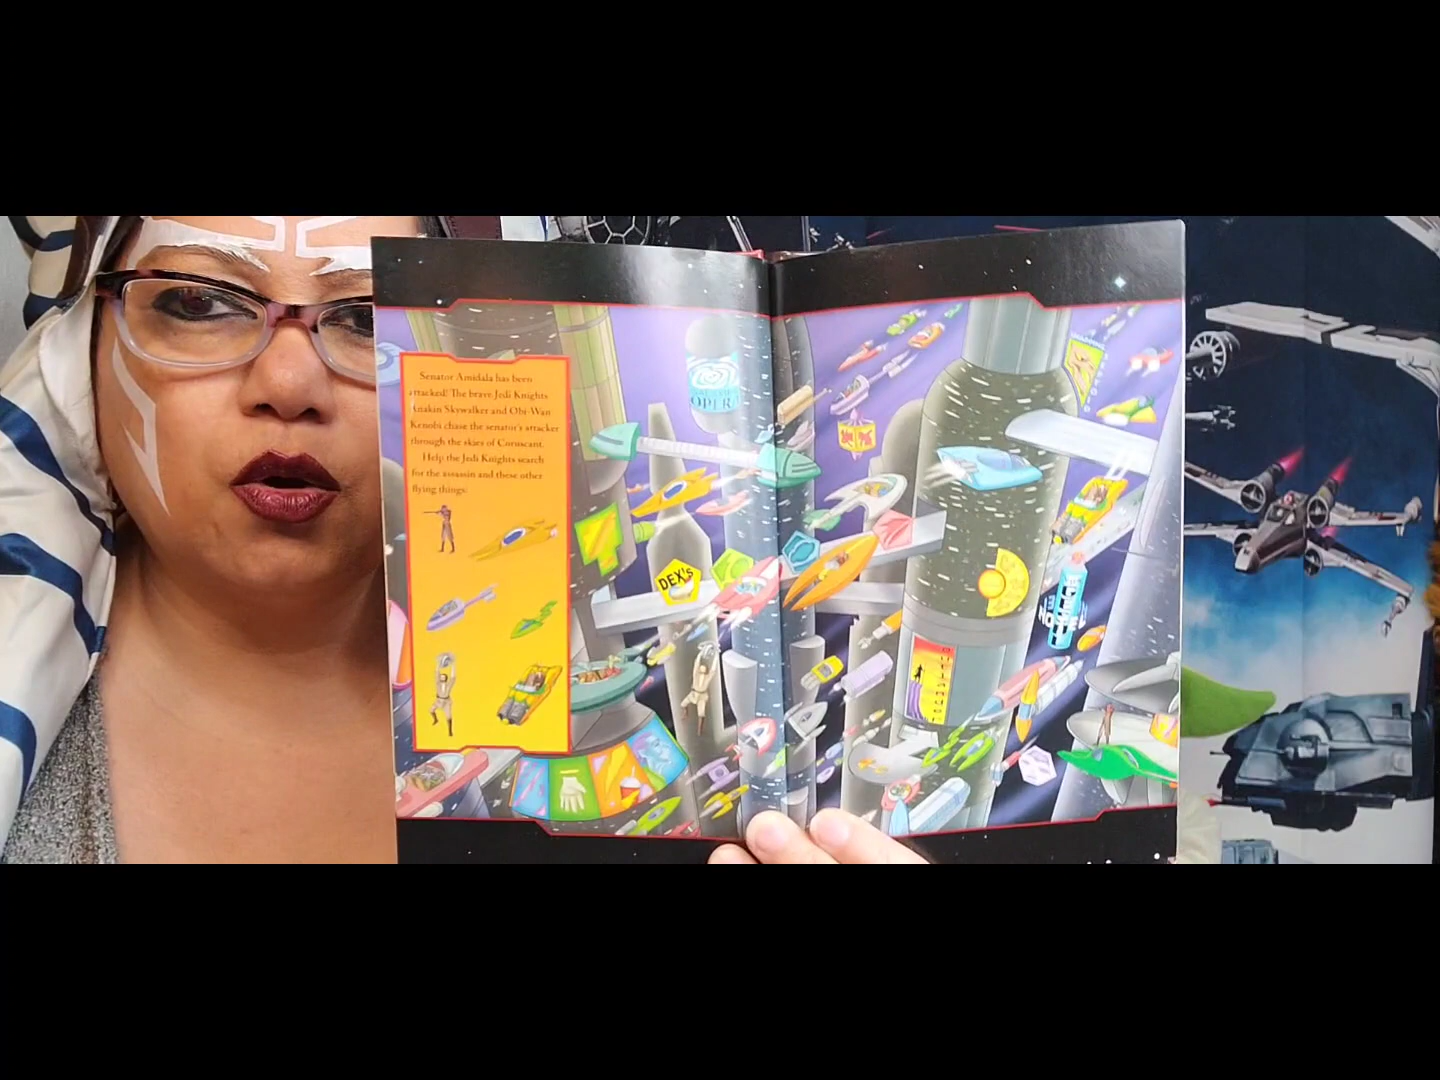 Senator Amidala has been
attacked! The brave Jedi Knights
Anakin Skywalker and Obi-Wan
Kenobi chase the senator's attacker
through the skies of Coruscant.
Help the Jedi Knights search
for the assassin and these other
flying things:
OPERA
DEX'S